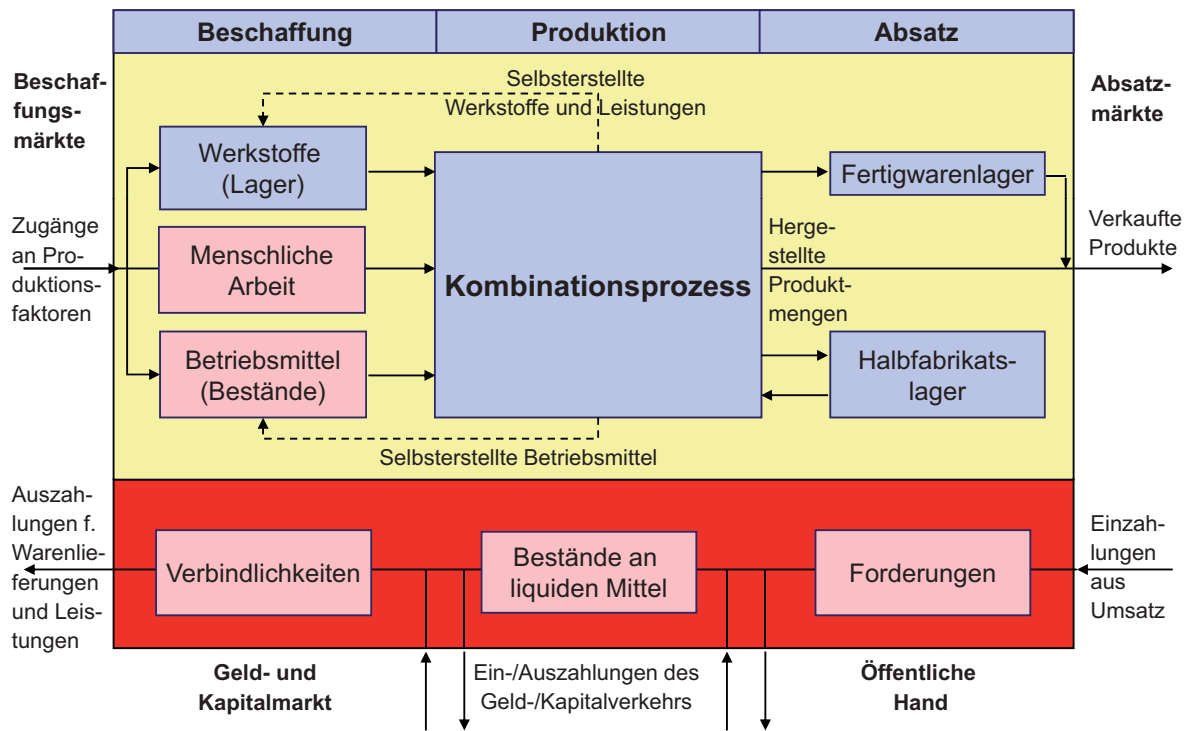 Beschaffung
Produktion
Absatz
Beschaf-
fungs-
märkte
Selbsterstellte
Werkstoffe und Leistungen
Absatz-
märkte
Werkstoffe
(Lager)
Fertigwarenlager
Zugänge
an Pro-
duktions-
faktoren
Menschliche
Arbeit
Kombinationsprozess
Herge-
stellte
Produkt-
mengen
Verkaufte
Produkte
Betriebsmittel
(Bestände)
Halbfabrikats-
lager
Selbsterstellte Betriebsmittel
Auszah-
lungen f.
Warenlie-
ferungen
und Leis-
tungen
Verbindlichkeiten
Bestände an
liquiden Mittel
Forderungen
Einzah-
lungen
aus
Umsatz
Geld- und
Kapitalmarkt
Ein-/Auszahlungen des
Geld-/Kapitalverkehrs
Öffentliche
Hand